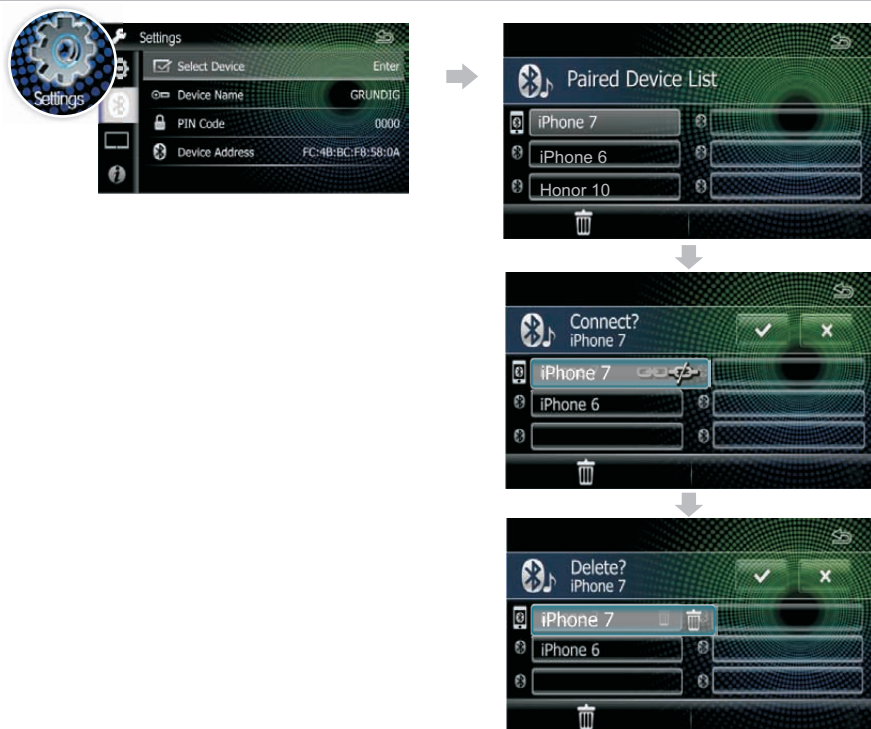 Settings
Settings
Select Device Enter
Device Name GRUNDIG
PIN Code 0000
Device Address FC:4B:BC:F8:58:0A
Paired Device List
iPhone 7
iPhone 6
Honor 10
Connect?
iPhone 7
iPhone 7
iPhone 6
Delete?
iPhone 7
iPhone 7
iPhone 6